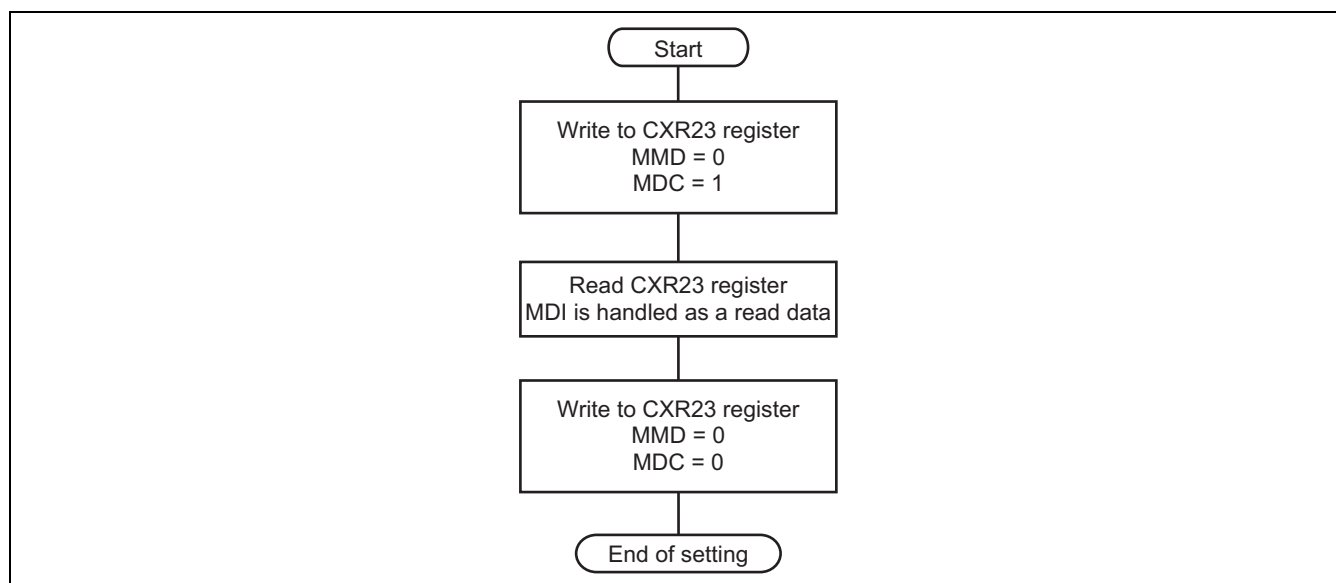 Start
Write to CXR23 register
MMD = 0
MDC = 1
Read CXR23 register
MDI is handled as a read data
Write to CXR23 register
MMD = 0
MDC = 0
End of setting